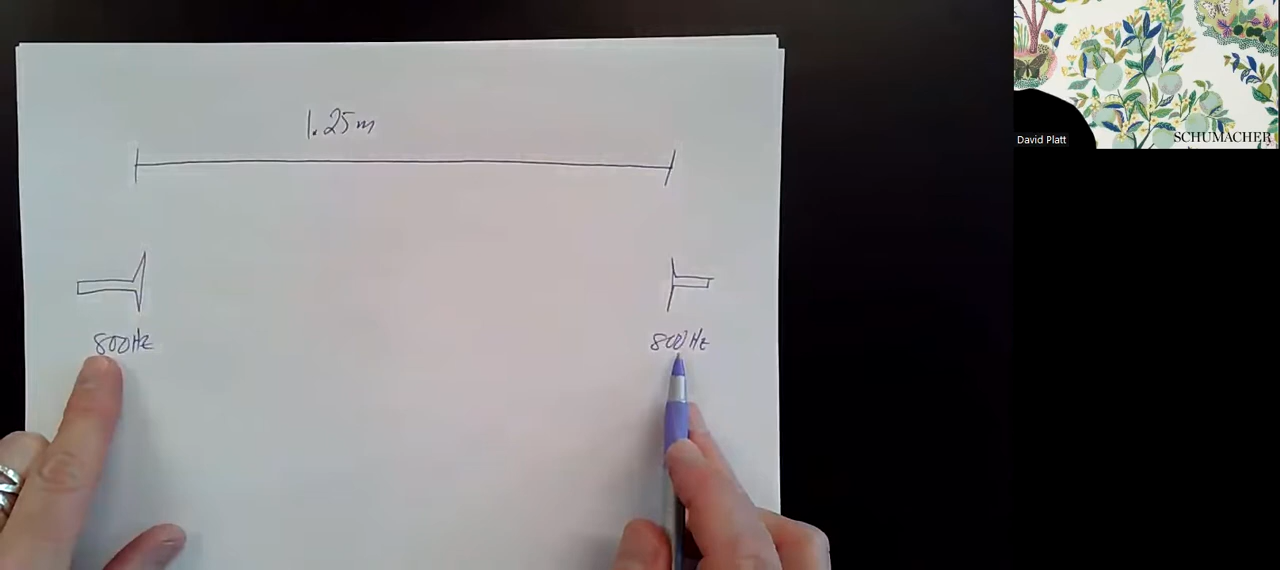 1.25m
800Hz
800Hz
David Platt
SCHUMACHER